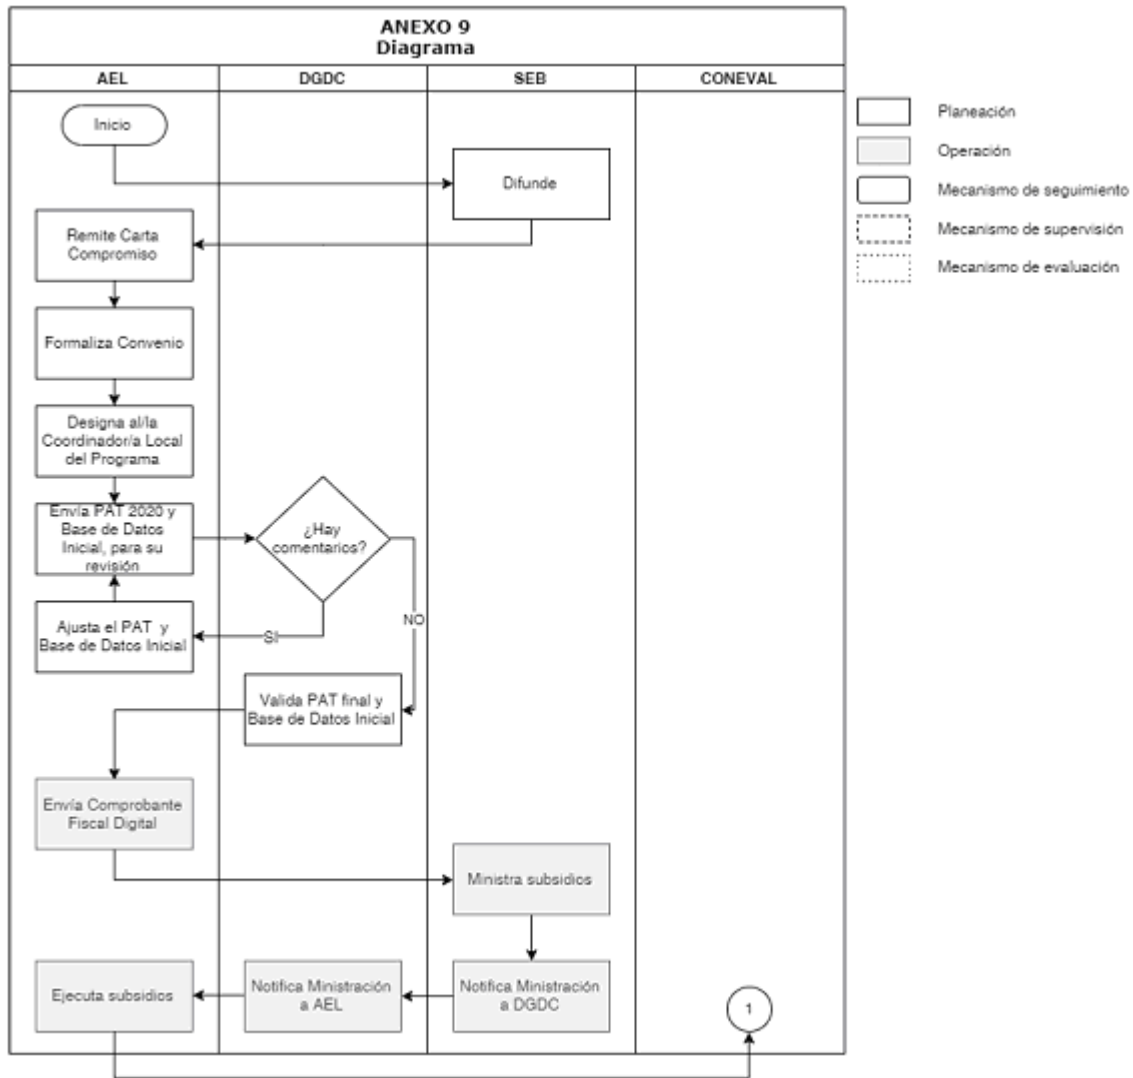 ANEXO 9
Diagrama
AEL
DGDC
SEB
CONEVAL
Inicio
Difunde
Remite Carta
Compromiso
Formaliza Convenio
Designa al/la
Coordinador/a Local
del Programa
Envía PAT 2020 y
Base de Datos
Inicial, para su
revisión
¿Hay
comentarios?
NO
SI
Ajusta el PAT y
Base de Datos Inicial
Valida PAT final y
Base de Datos Inicial
Envía Comprobante
Fiscal Digital
Ministra subsidios
Notifica Ministración
a DGDC
Notifica Ministración
a AEL
Ejecuta subsidios
1
Planeación
Operación
Mecanismo de seguimiento
Mecanismo de supervisión
Mecanismo de evaluación